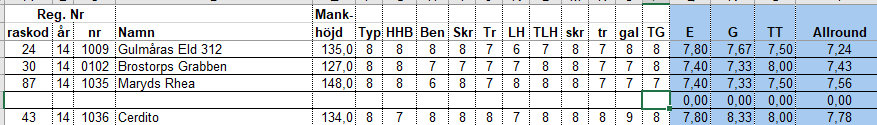 Reg. Nr Mank-
raskod år nr Namn höjd Typ HHB Ben Skr Tr LH TLH skr tr gal TG E G TT Allround
24 14 1009 Gulmåras Eld 312 135,0 8 8 8 8 7 6 7 8 7 8 8 7,80 7,67 7,50 7,24
30 14 0102 Brostorps Grabben 127,0 8 7 7 8 7 7 8 8 7 7 8 7,40 7,33 8,00 7,43
87 14 1035 Maryds Rhea 148,0 8 8 6 8 7 7 8 8 7 7 7 7,40 7,33 7,50 7,56
0,00 0,00 0,00 0,00
43 14 1036 Cerdito 134,0 8 7 8 8 8 8 8 8 8 9 8 7,80 8,33 8,00 7,78